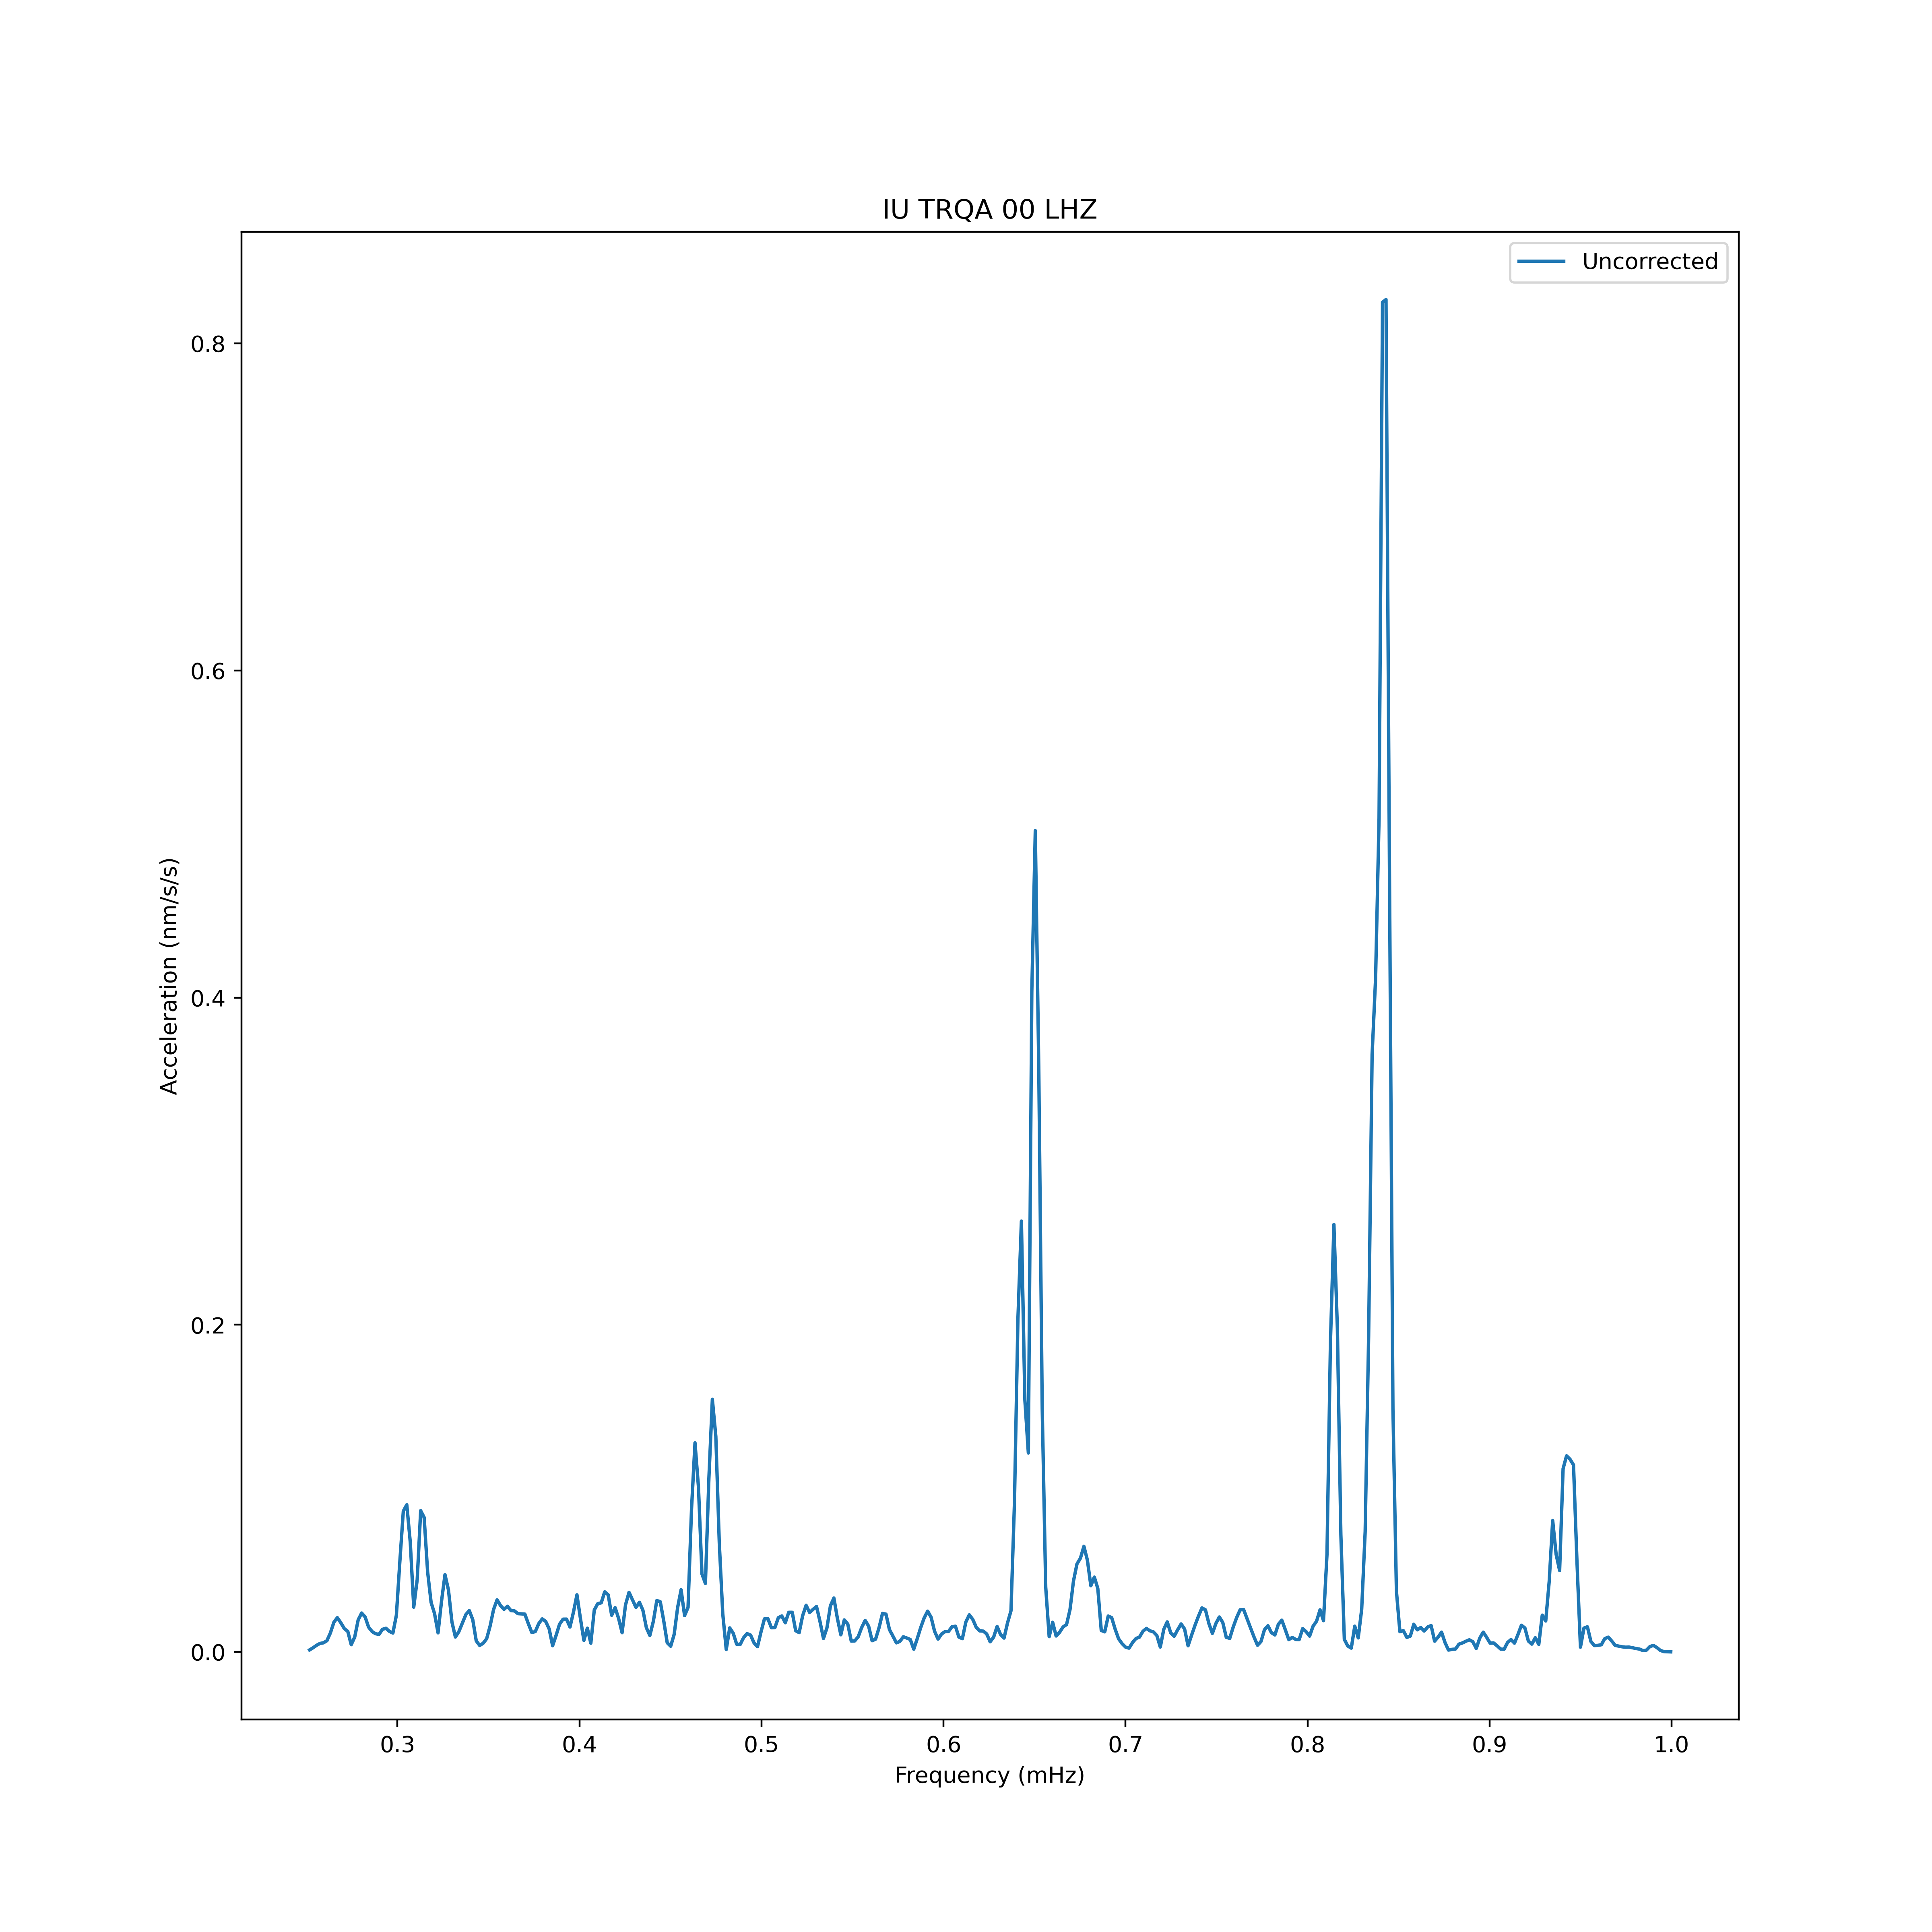 IU TRQA 00 LHZ
Uncorrected
0.8
0.6
0.4
0.2
0.0
Acceleration (nm/s/s)
0.3 0.4 0.5 0.6 0.7 0.8 0.9 1.0
Frequency (mHz)